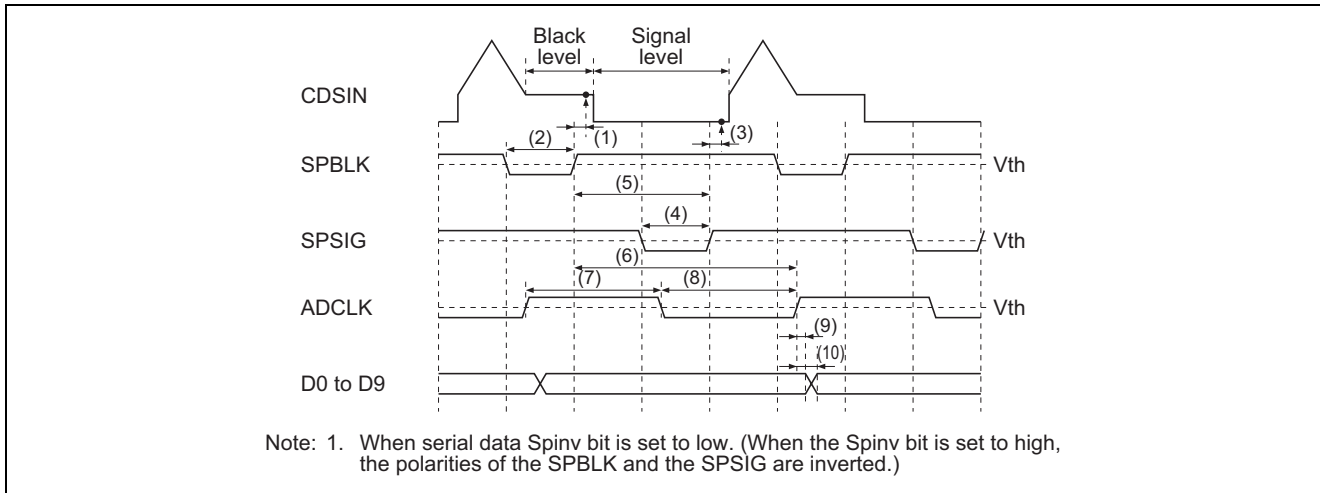 Black level
Signal level
CDSIN
(1)
(2)
(3)
SPBLK
Vth
(5)
(4)
SPSIG
Vth
(6)
(7)
(8)
ADCLK
Vth
(9)
(10)
D0 to D9
Note: 1. When serial data Spinv bit is set to low. (When the Spinv bit is set to high,
the polarities of the SPBLK and the SPSIG are inverted.)